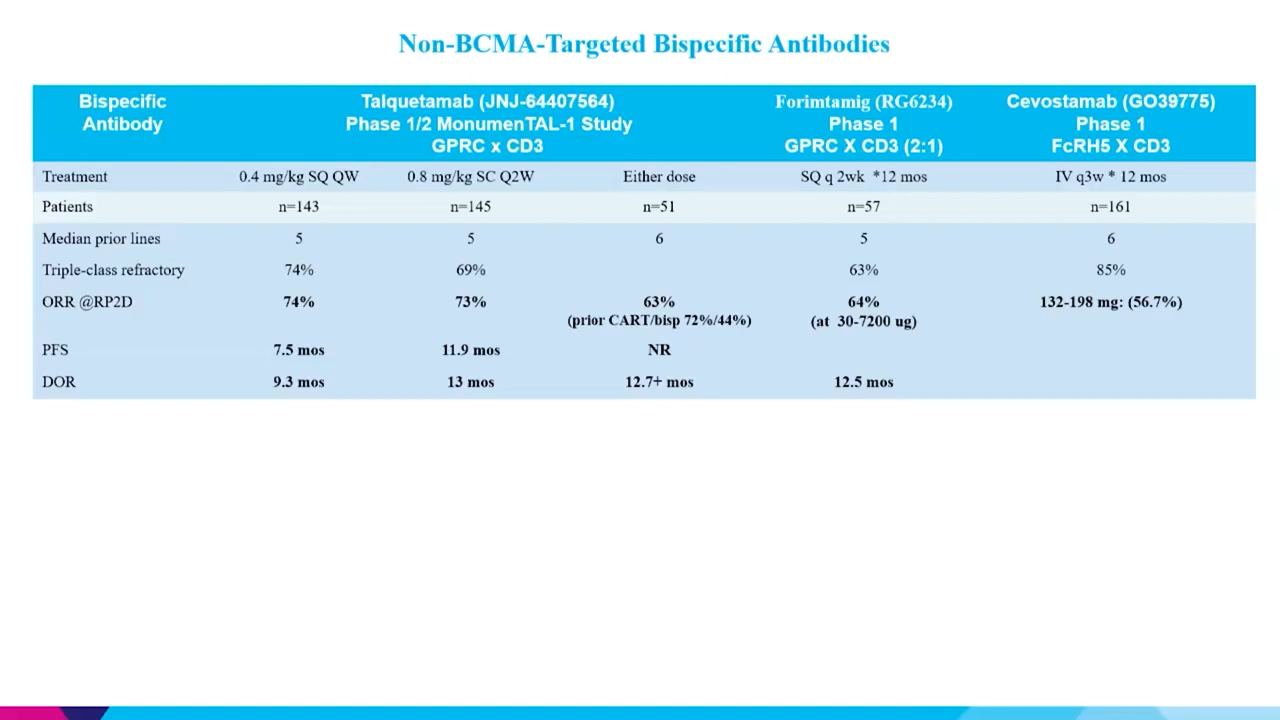 Non-BCMA-Targeted Bispecific Antibodies
Bispecific Antibody
Talquetamab (JNJ-64407564)
Phase 1/2 MonumenTAL-1 Study
GPRC x CD3
Forimtamig (RG6234)
Phase 1
GPRC X CD3 (2:1)
Cevostamab (GO39775)
Phase 1
FcRH5 X CD3
Treatment 0.4 mg/kg SQ QW 0.8 mg/kg SC Q2W Either dose SQ q 2wk *12 mos IV q3w * 12 mos
Patients n=143 n=145 n=51 n=57 n=161
Median prior lines 5 5 6 5 6
Triple-class refractory 74% 69% 63% 85%
ORR @RP2D 74% 73% 63% 64% 132-198 mg: (56.7%)
(prior CART/bisp 72%/44%) (at 30-7200 ug)
PFS 7.5 mos 11.9 mos NR
DOR 9.3 mos 13 mos 12.7+ mos 12.5 mos